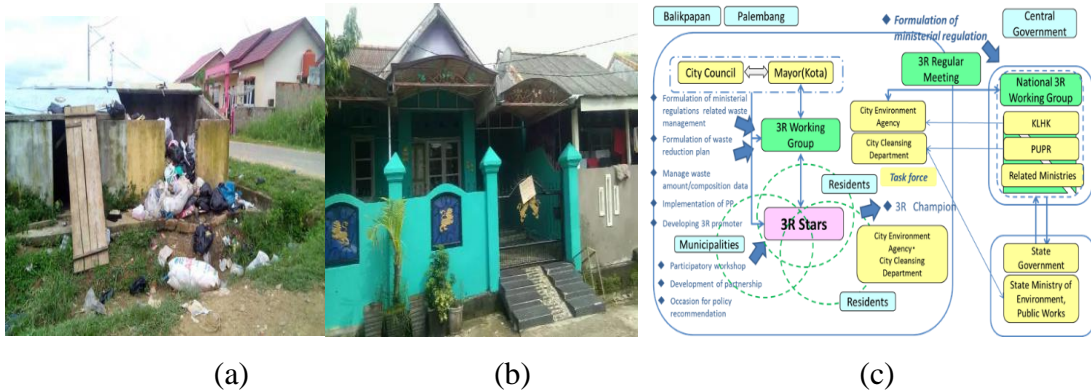 Balikpapan
Palembang
Formulation of
ministerial regulation
Central
Government
3R Regular
Meeting
City Council
Mayor(Kota)
National 3R
Working Group
KLHK
PUPR
Related Ministries
Formulation of ministerial
regulations related waste
management
Formulation of waste
reduction plan
Manage waste
amount/composition data
Implementation of PP
Developing 3R promoter
3R Working
Group
City Environment
Agency
City Cleansing
Department
Task force
Residents
3R Champion
3R Stars
Municipalities
City Environment
Agency・
City Cleansing
Department
Residents
Participatory workshop
Development of partnership
Occasion for policy
recommendation
State
Government
State Ministry of
Environment,
Public Works
(a)
(b)
(c)